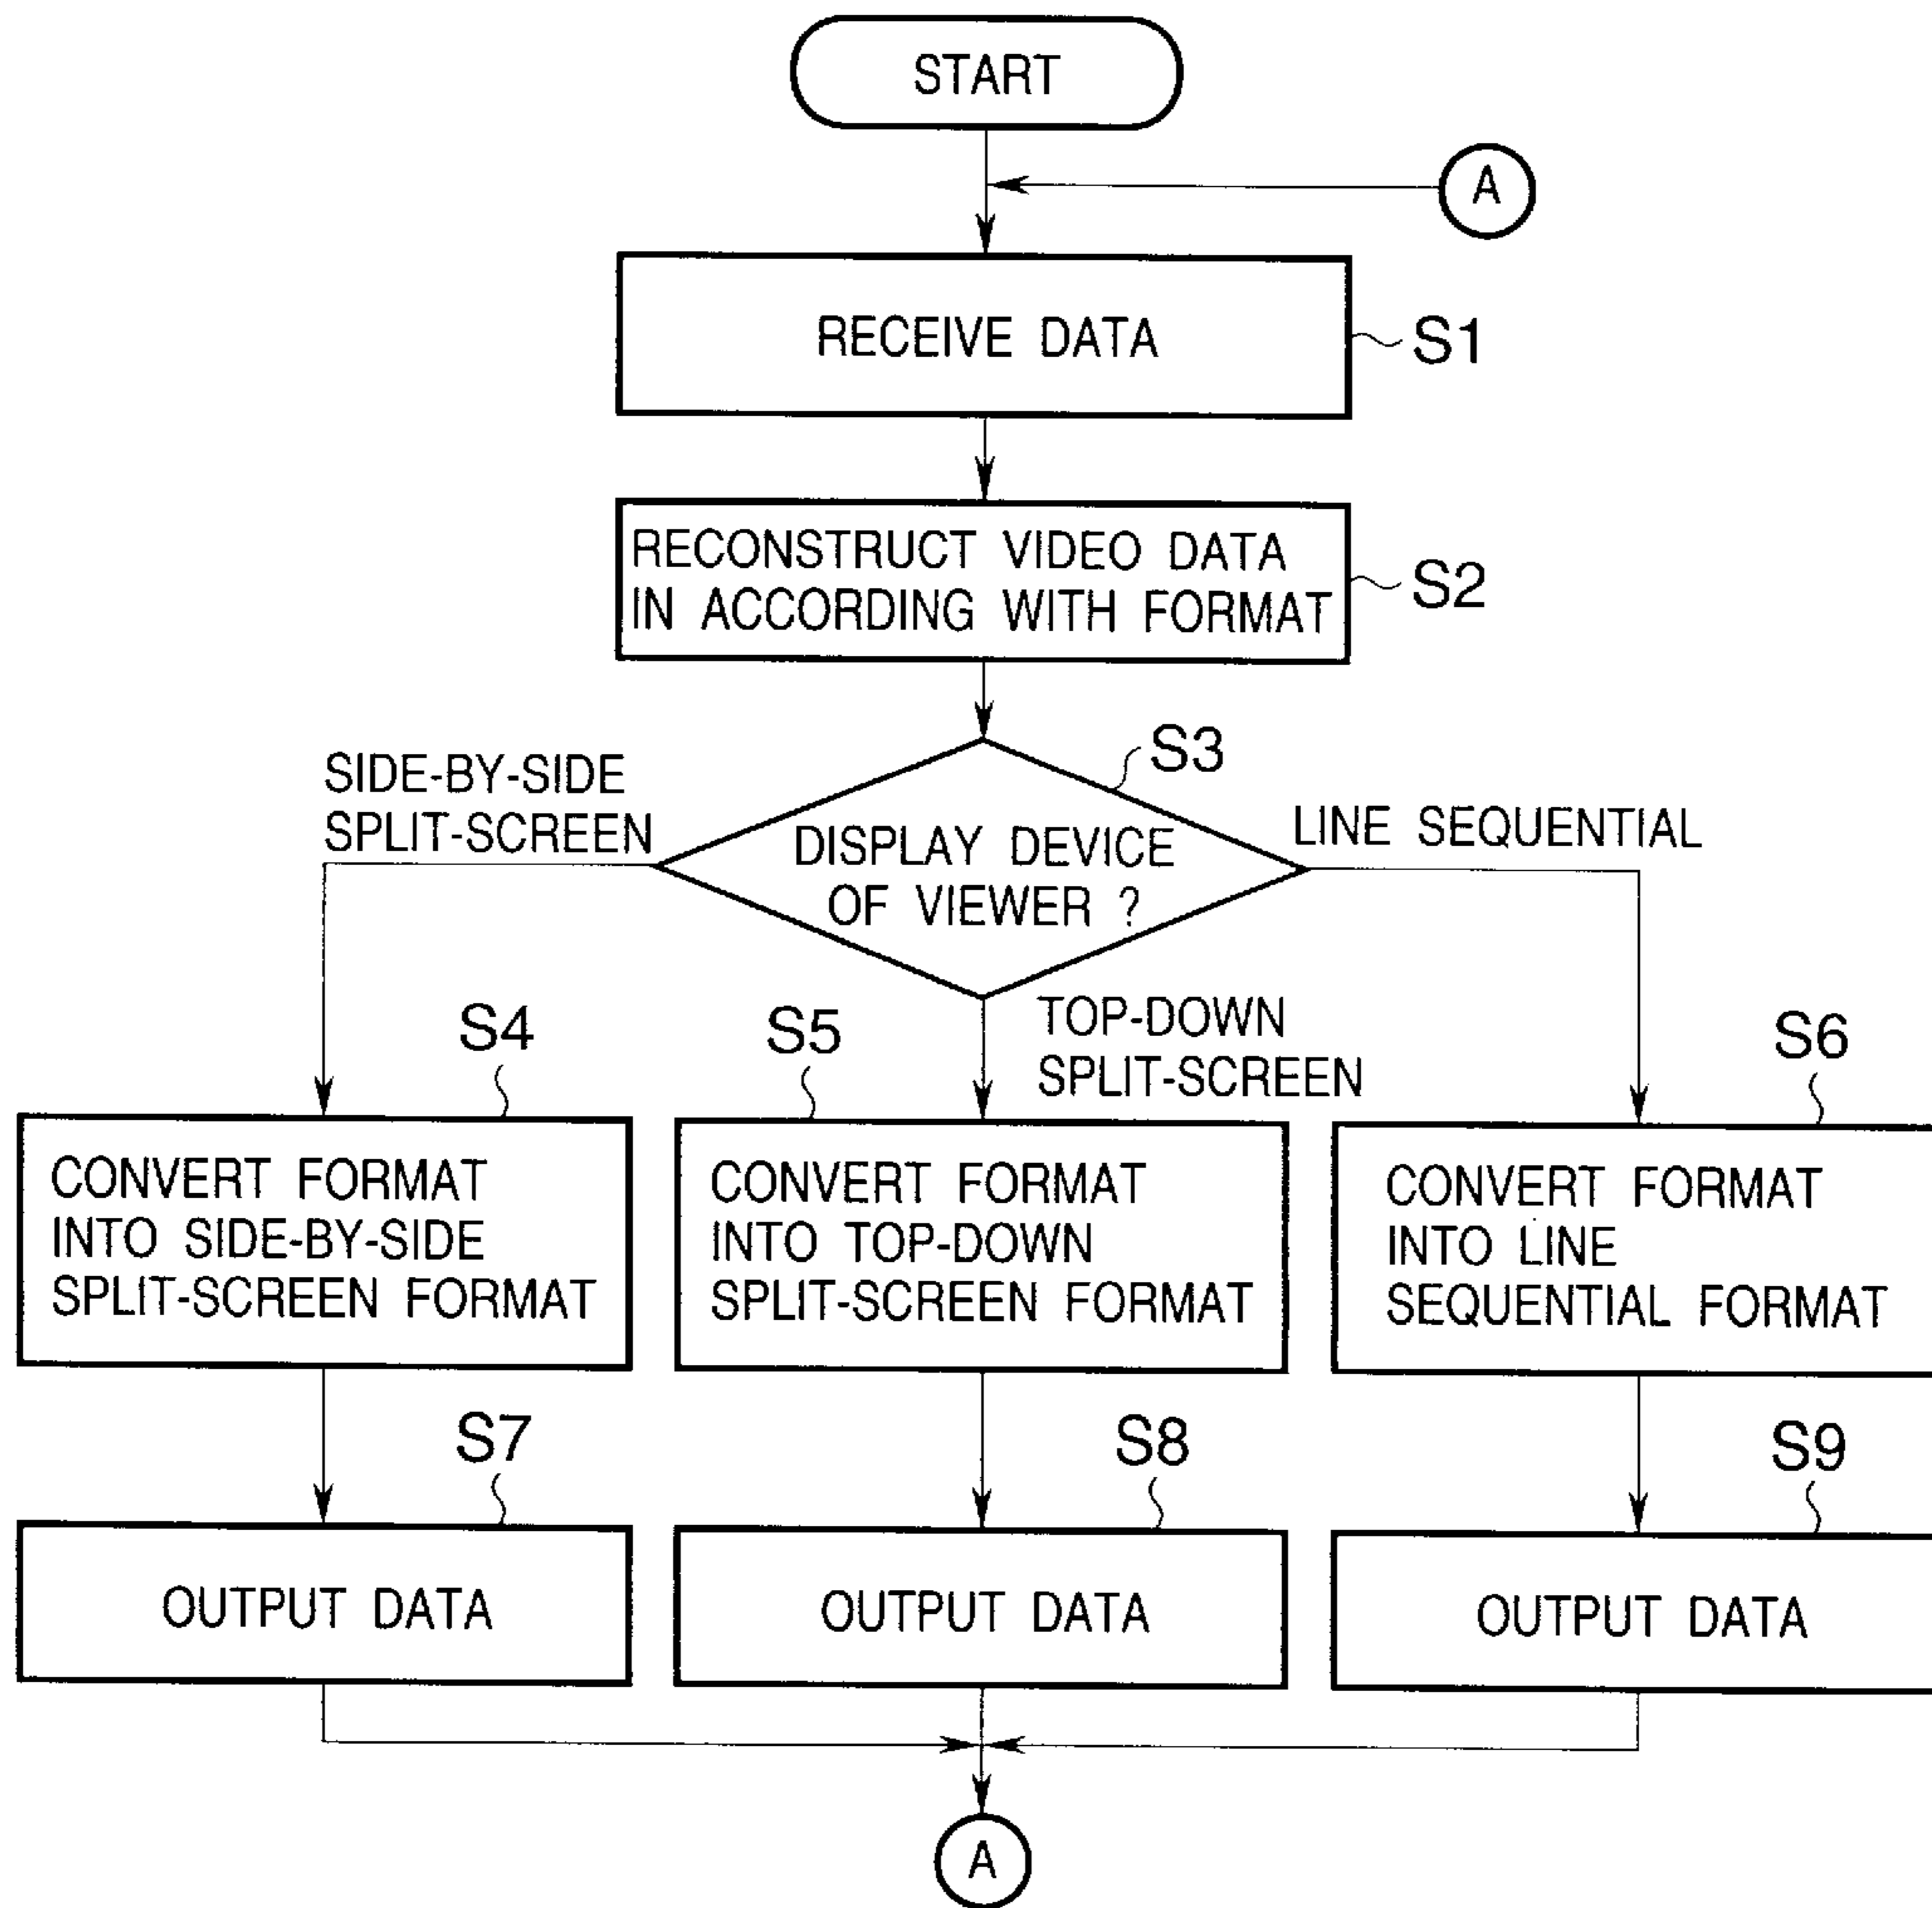 START
A
RECEIVE DATA
S1
RECONSTRUCT VIDEO DATA
IN ACCORDING WITH FORMAT
S2
S3
SIDE-BY-SIDE
SPLIT-SCREEN
DISPLAY DEVICE
OF VIEWER ?
LINE SEQUENTIAL
TOP-DOWN
SPLIT-SCREEN
S4
CONVERT FORMAT
INTO SIDE-BY-SIDE
SPLIT-SCREEN FORMAT
S5
CONVERT FORMAT
INTO TOP-DOWN
SPLIT-SCREEN FORMAT
S6
CONVERT FORMAT
INTO LINE
SEQUENTIAL FORMAT
S7
OUTPUT DATA
S8
OUTPUT DATA
S9
OUTPUT DATA
A